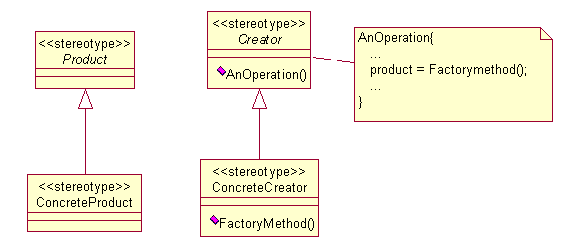 <<stereotype>>
Product
<<stereotype>>
Creator
AnOperation()
AnOperation{
...
product = Factorymethod();
...
}
<<stereotype>>
ConcreteProduct
<<stereotype>>
ConcreteCreator
FactoryMethod()